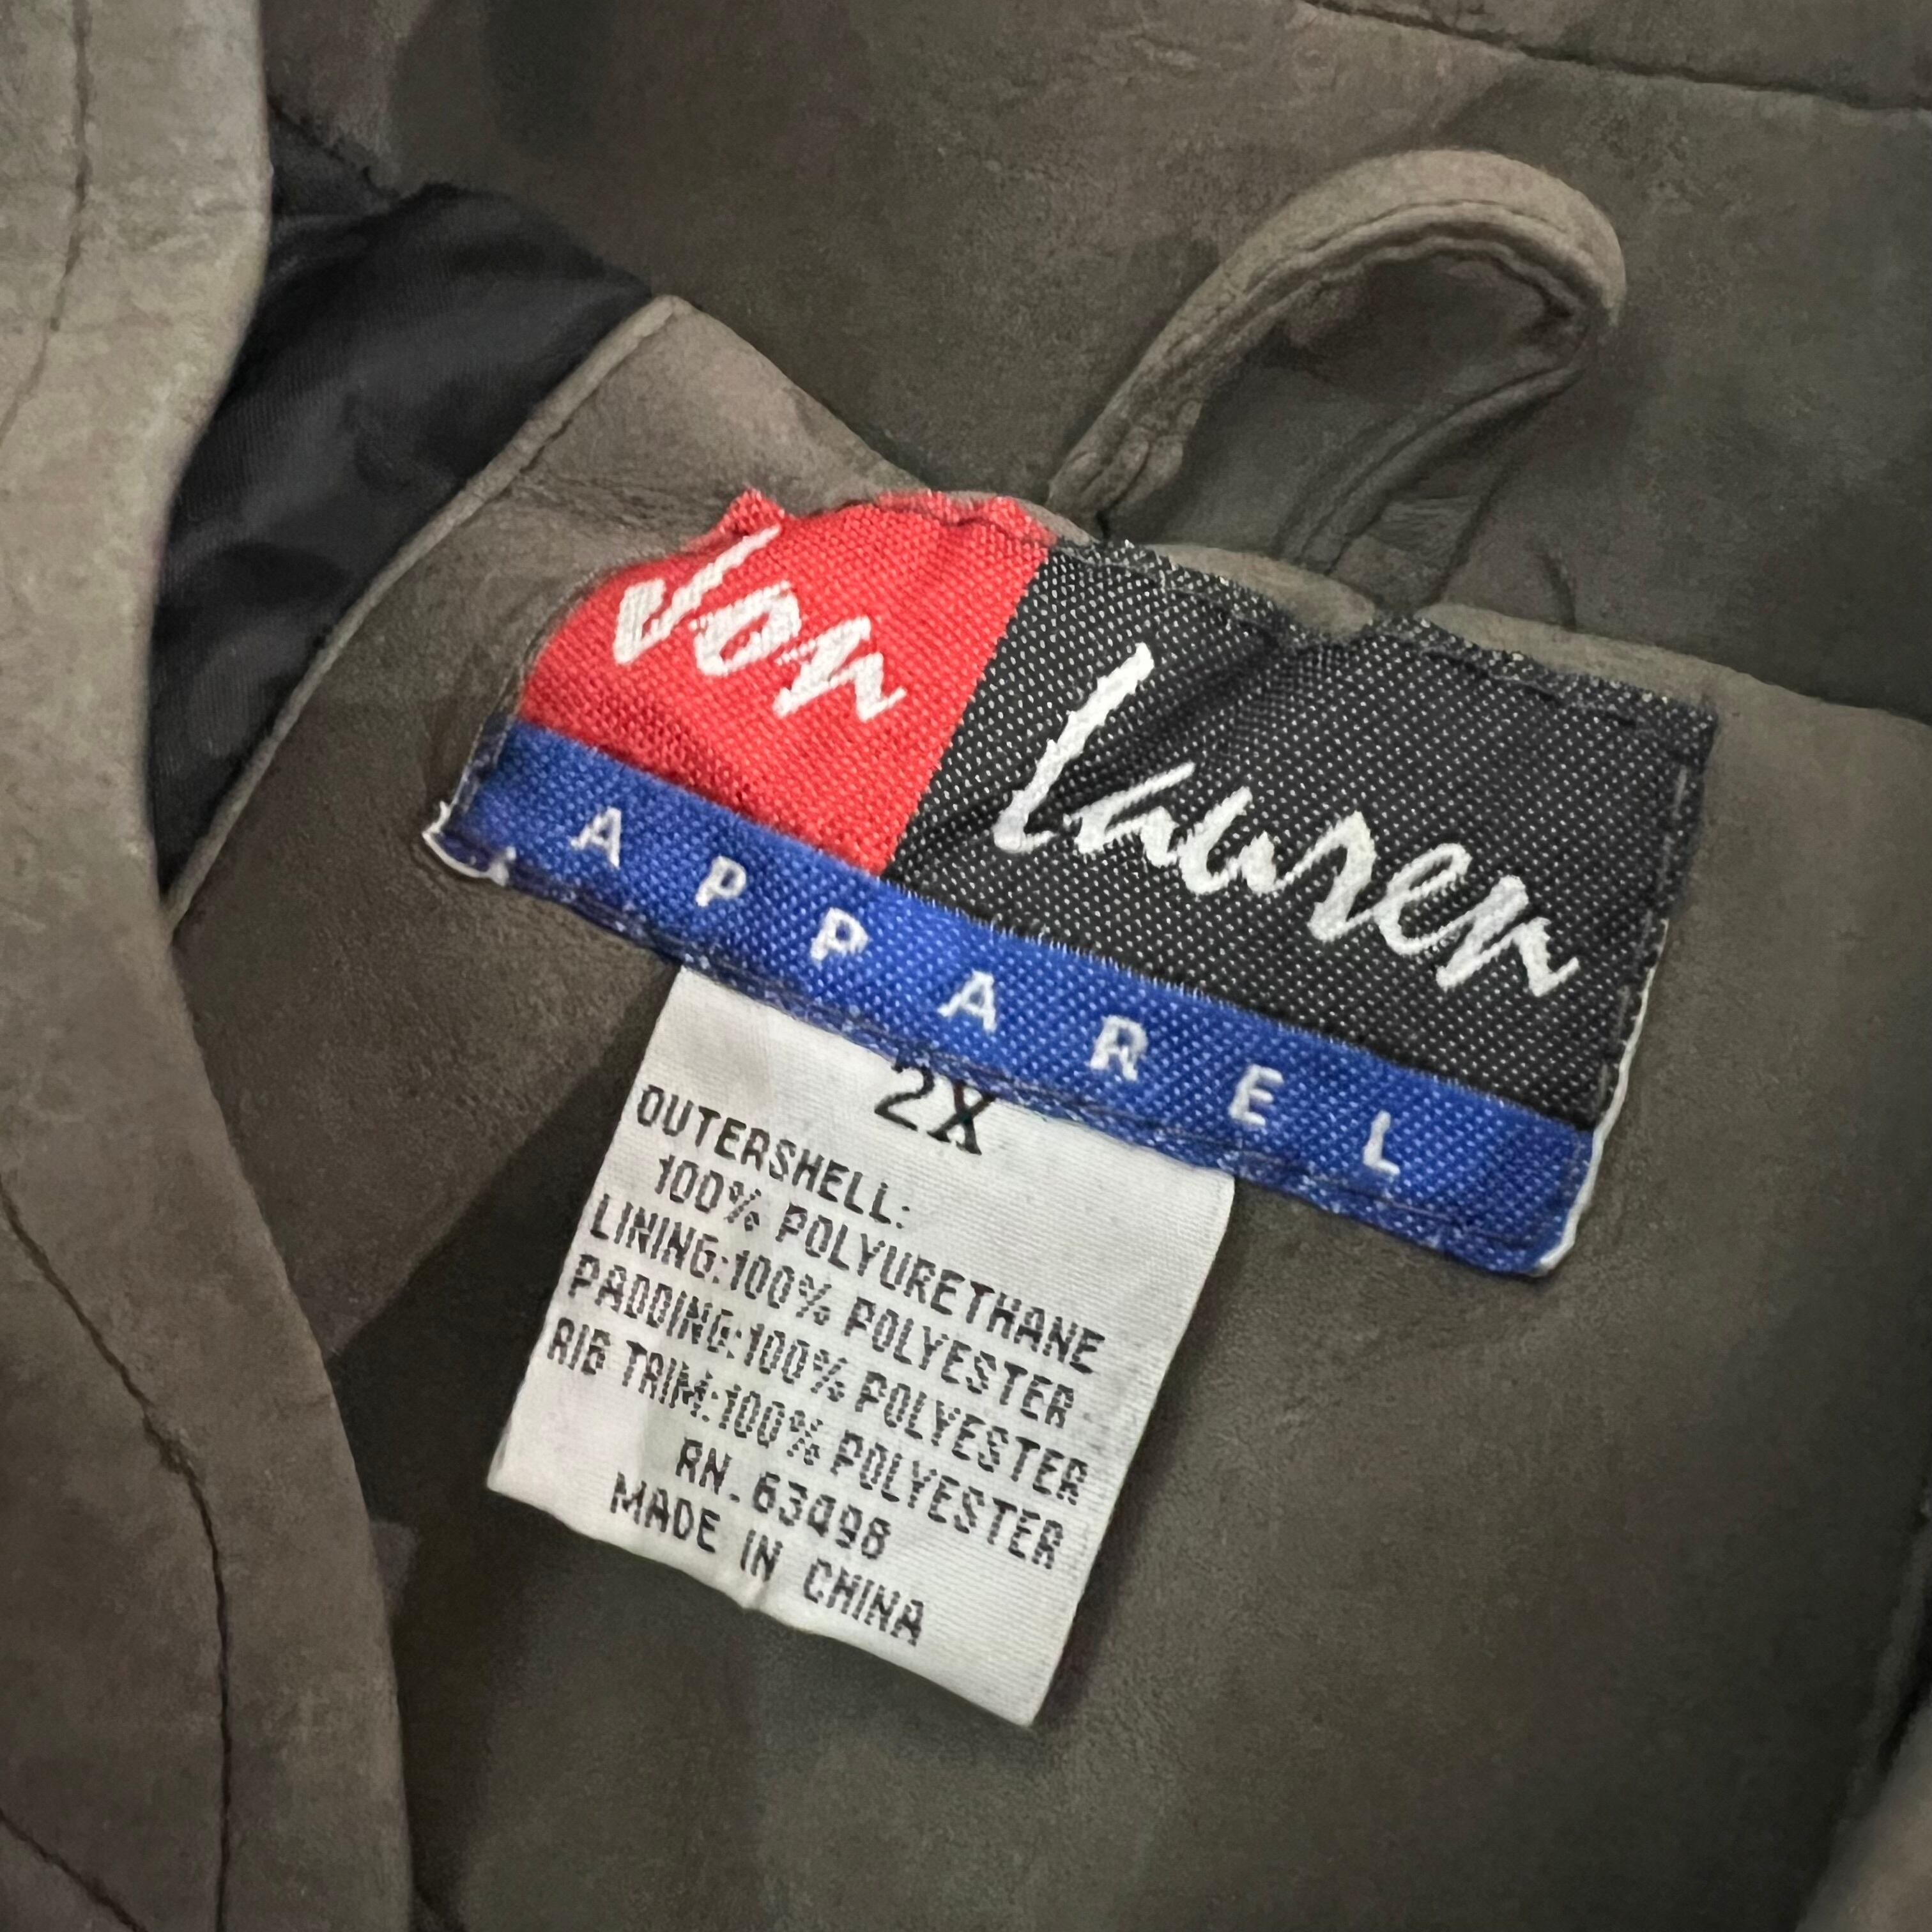 Jon Lauren
APPAREL
2X
OUTERSHELL:
100% POLYURETHANE
LINING:100% POLYESTER
PADDING:100% POLYESTER
RIB TRIM:100% POLYESTER
RN. 63498
MADE IN CHINA